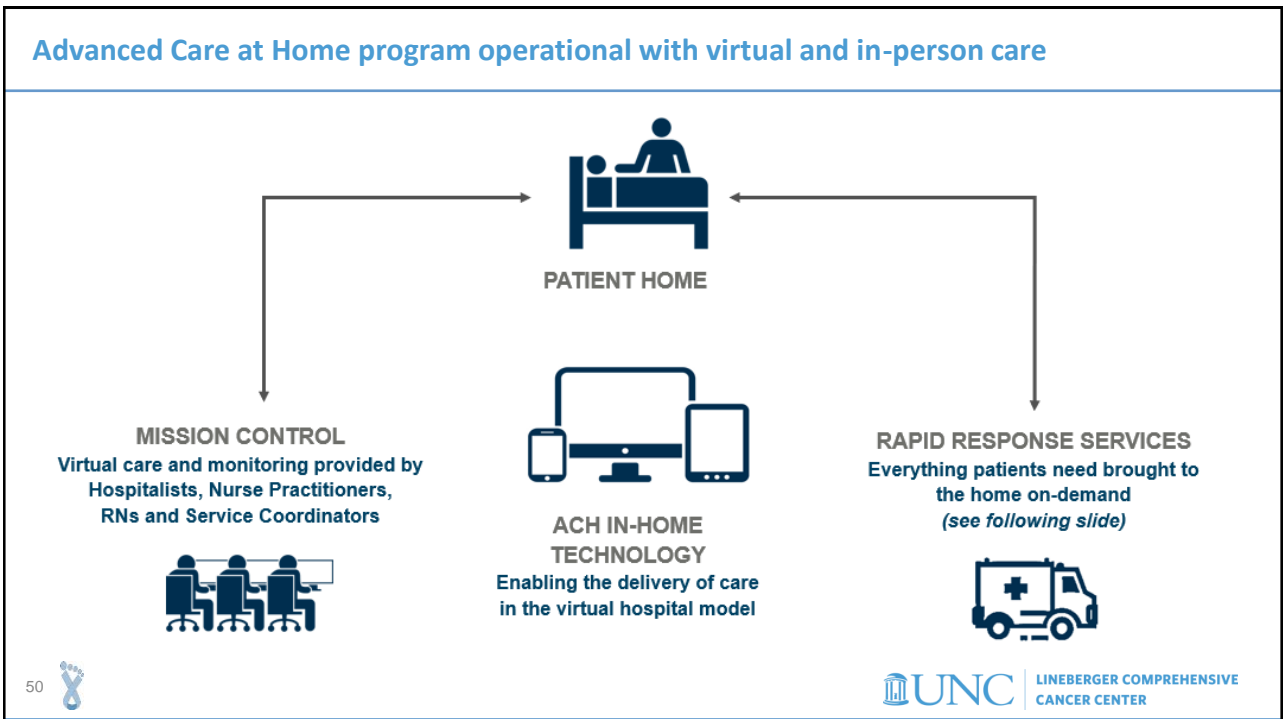 Advanced Care at Home program operational with virtual and in-person care
PATIENT HOME
MISSION CONTROL
Virtual care and monitoring provided by
Hospitalists, Nurse Practitioners,
RNs and Service Coordinators
ACH IN-HOME
TECHNOLOGY
Enabling the delivery of care
in the virtual hospital model
RAPID RESPONSE SERVICES
Everything patients need brought to
the home on-demand
(see following slide)
50
UNC
LINEBERGER COMPREHENSIVE
CANCER CENTER